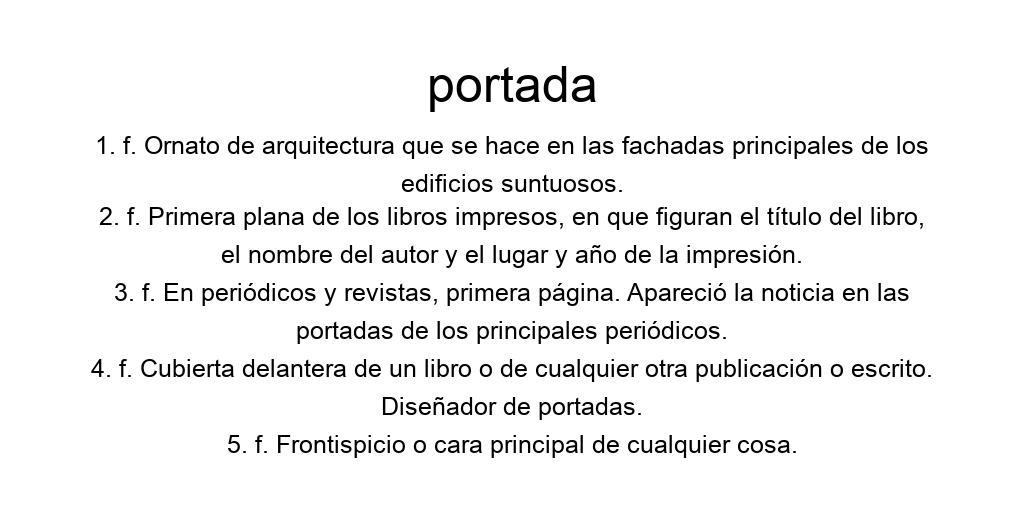 portada
1. f. Ornato de arquitectura que se hace en las fachadas principales de los
edificios suntuosos.
2. f. Primera plana de los libros impresos, en que figuran el título del libro,
el nombre del autor y el lugar y año de la impresión.
3. f. En periódicos y revistas, primera página. Apareció la noticia en las
portadas de los principales periódicos.
4. f. Cubierta delantera de un libro o de cualquier otra publicación o escrito.
Diseñador de portadas.
5. f. Frontispicio o cara principal de cualquier cosa.